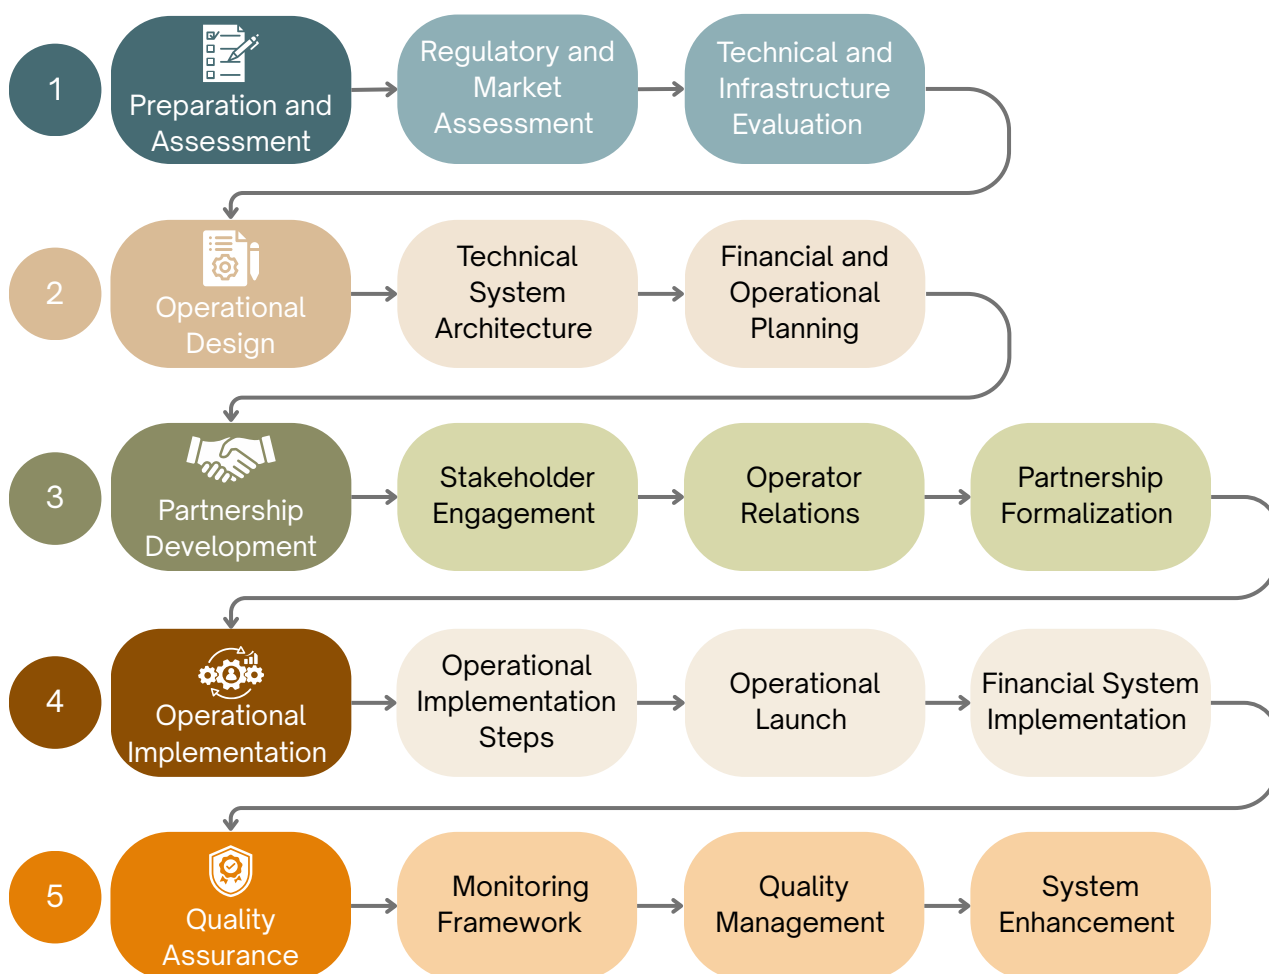 1
Preparation and
Assessment
Regulatory and
Market
Assessment
Technical and
Infrastructure
Evaluation
2
Operational
Design
Technical
System
Architecture
Financial and
Operational
Planning
3
Partnership
Development
Stakeholder
Engagement
Operator
Relations
Partnership
Formalization
4
Operational
Implementation
Operational
Implementation
Steps
Operational
Launch
Financial System
Implementation
5
Quality
Assurance
Monitoring
Framework
Quality
Management
System
Enhancement